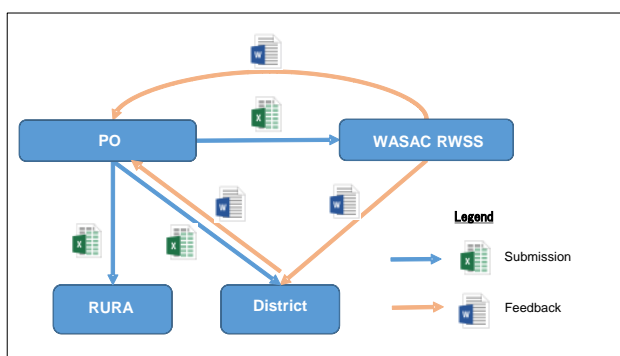 PO
WASAC RWSS
RURA
District
Legend
Submission
Feedback